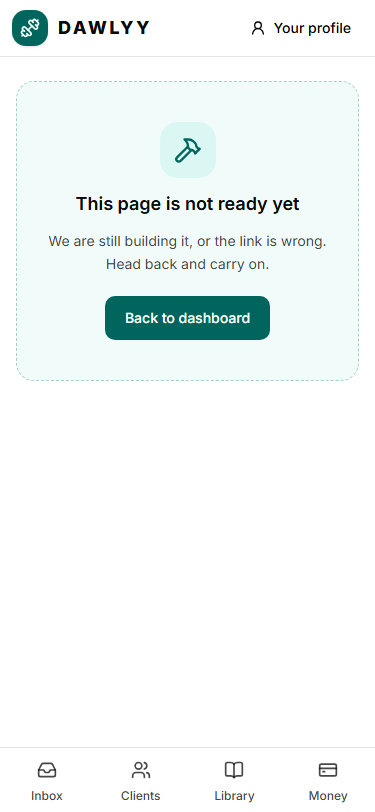 DAWLYY
Your profile
This page is not ready yet
We are still building it, or the link is wrong.
Head back and carry on.
Back to dashboard
Inbox
Clients
Library
Money